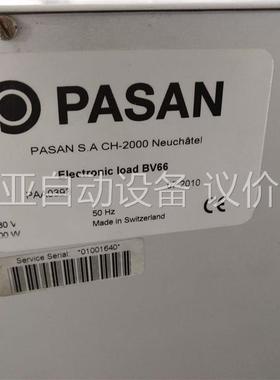 PASAN
PASAN S.A CH-2000 Neuchâtel
Electronic load BV66
2010
亚自动设备 议价
50 Hz
Made in Switzerland
Service Serial: *01001640*